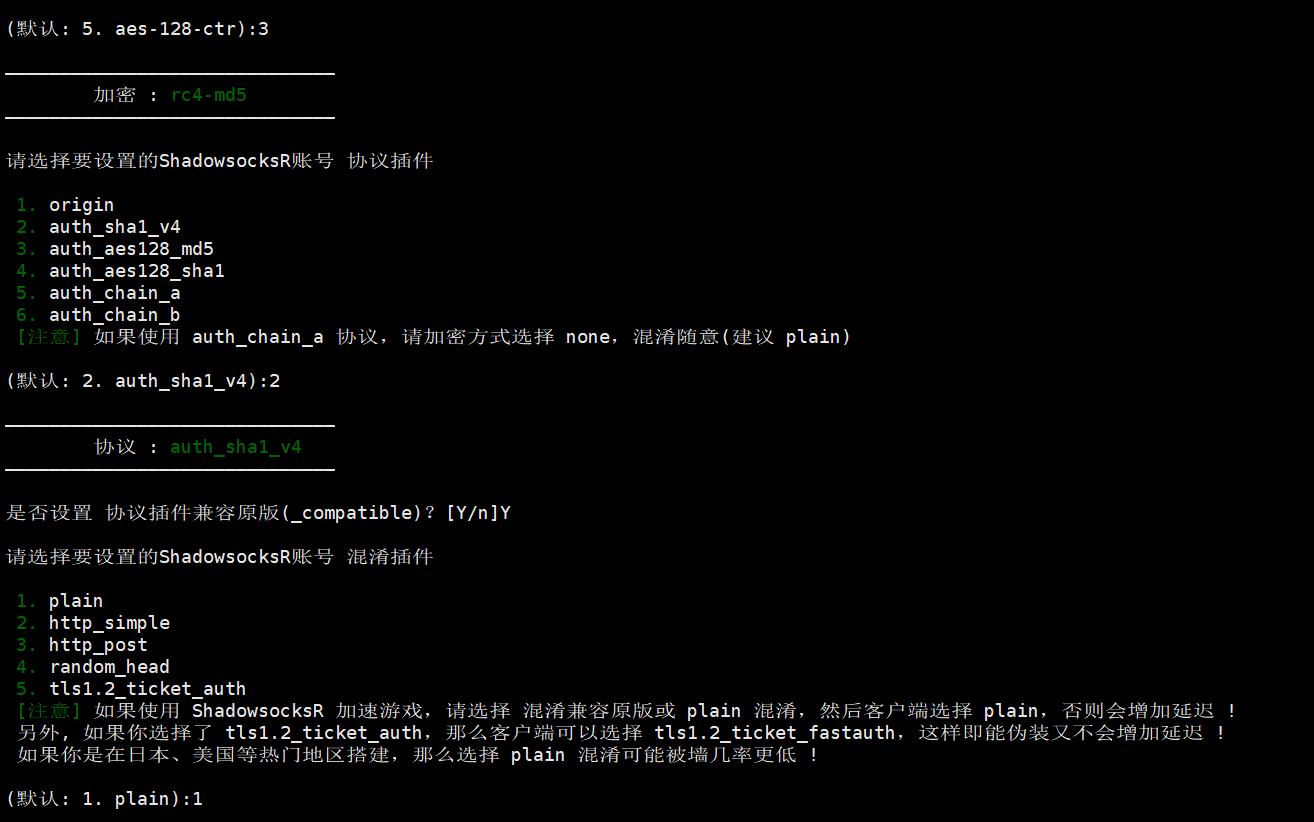 (默认: 5. aes-128-ctr):3
加密 : rc4-md5
请选择要设置的ShadowsocksR账号 协议插件
1. origin
2. auth_sha1_v4
3. auth_aes128_md5
4. auth_aes128_sha1
5. auth_chain_a
6. auth_chain_b
[注意] 如果使用 auth_chain_a 协议，请加密方式选择 none，混淆随意(建议 plain)
(默认: 2. auth_sha1_v4):2
协议 : auth_sha1_v4
是否设置 协议插件兼容原版(_compatible)？[Y/n]Y
请选择要设置的ShadowsocksR账号 混淆插件
1. plain
2. http_simple
3. http_post
4. random_head
5. tls1.2_ticket_auth
[注意] 如果使用 ShadowsocksR 加速游戏，请选择 混淆兼容原版或 plain 混淆，然后客户端选择 plain，否则会增加延迟 !
另外, 如果你选择了 tls1.2_ticket_auth，那么客户端可以选择 tls1.2_ticket_fastauth，这样即能伪装又不会增加延迟 !
如果你是在日本、美国等热门地区搭建，那么选择 plain 混淆可能被墙几率更低 !
(默认: 1. plain):1